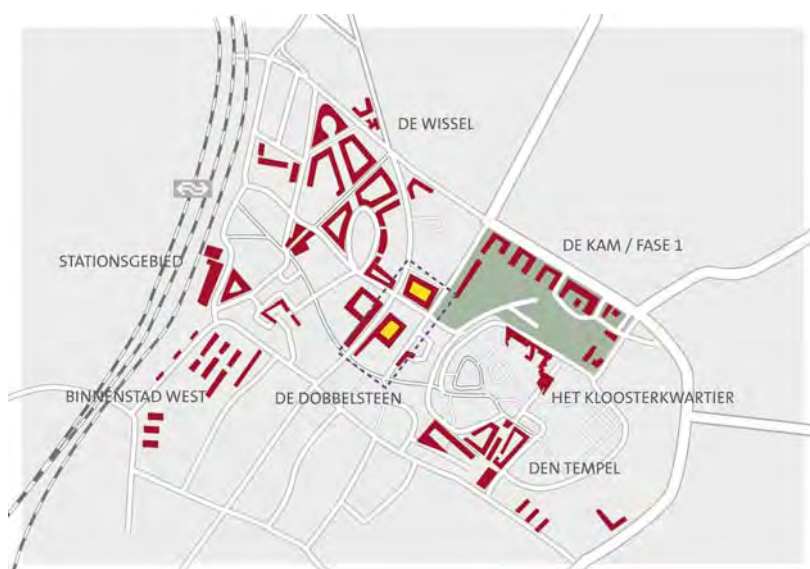 DE WISSEL
DE KAM / FASE 1
STATIONSGEBIED
BINNENSTAD WEST
DE DOBBELSTEEN
HET KLOOSTERKWARTIER
DEN TEMPEL